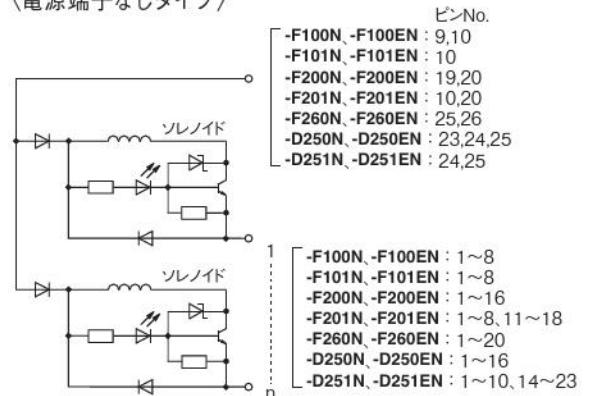 〈電源端子なしタイプ〉
ピンNo.
-F100N、-F100EN：9,10
-F101N、-F101EN：10
-F200N、-F200EN：19,20
-F201N、-F201EN：10,20
-F260N、-F260EN：25,26
-D250N、-D250EN：23,24,25
-D251N、-D251EN：24,25
ソレノイド
1
ソレノイド
n
-F100N、-F100EN：1～8
-F101N、-F101EN：1～8
-F200N、-F200EN：1～16
-F201N、-F201EN：1～8、11～18
-F260N、-F260EN：1～20
-D250N、-D250EN：1～16
-D251N、-D251EN：1～10、14～23